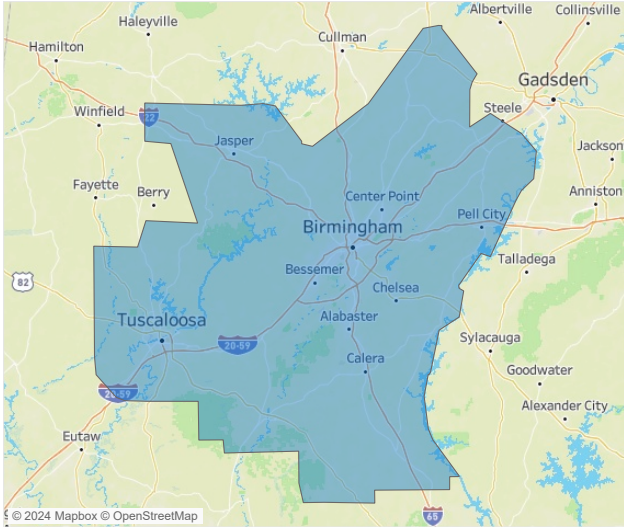 Albertville
Collinsville
Haleyville
Cullman
Hamilton
Gadsden
Steele
Winfield
22
Jasper
Jackson
Fayette
Berry
Center Point
Anniston
Pell City
Birmingham
Talladega
Bessemer
82
Chelsea
Tuscaloosa
Alabaster
20-59
Sylacauga
Calera
Goodwater
20-59
Alexander City
Eutaw
65
© 2024 Mapbox © OpenStreetMap